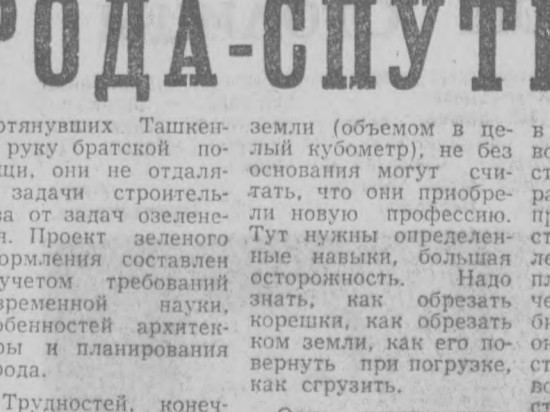 РОДА-СПУТ
отянувших Ташкен-
руку братской по-
щи, они не отдаля-
задачи строитель-
ва от задач озелене-
я. Проект зеленого
ормления составлен
учетом требований
временной науки,
обенностей архитек-
ры и планирования
рода.
Трудностей, конеч-
земли (объемом в це-
лый кубометр), не без
основания могут счи-
тать, что они приобре-
ли новую профессию.
Тут нужны определен-
ные навыки, большая
осторожность. Надо
знать, как обрезать
корешки, как обрезать
ком земли, как его по-
вернуть при погрузке,
как сгрузить.